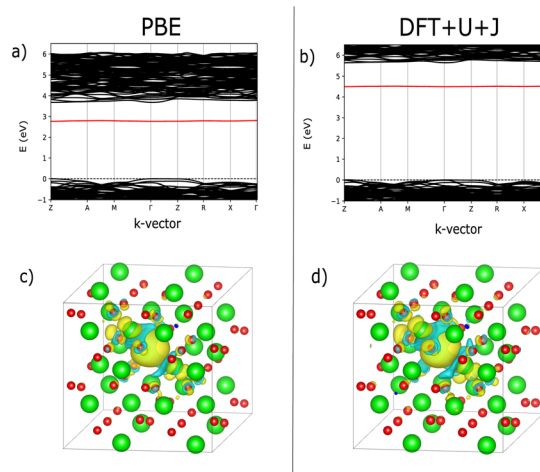 PBE
DFT+U+J
a)
b)
E (eV)
6
5
4
3
2
1
0
−1
Z A M Γ Z R X Γ
k-vector
E (eV)
6
5
4
3
2
1
0
−1
Z A M Γ Z R X
k-vector
c)
d)